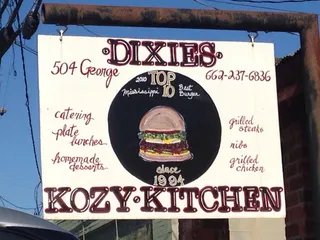 ·DIXIES·
504 George 662-237-6836
2010 TOP 10
Mississippi Best Burger
catering
plate lunches
homemade desserts
grilled steaks
ribs
grilled chicken
since 1994
KOZY·KITCHEN